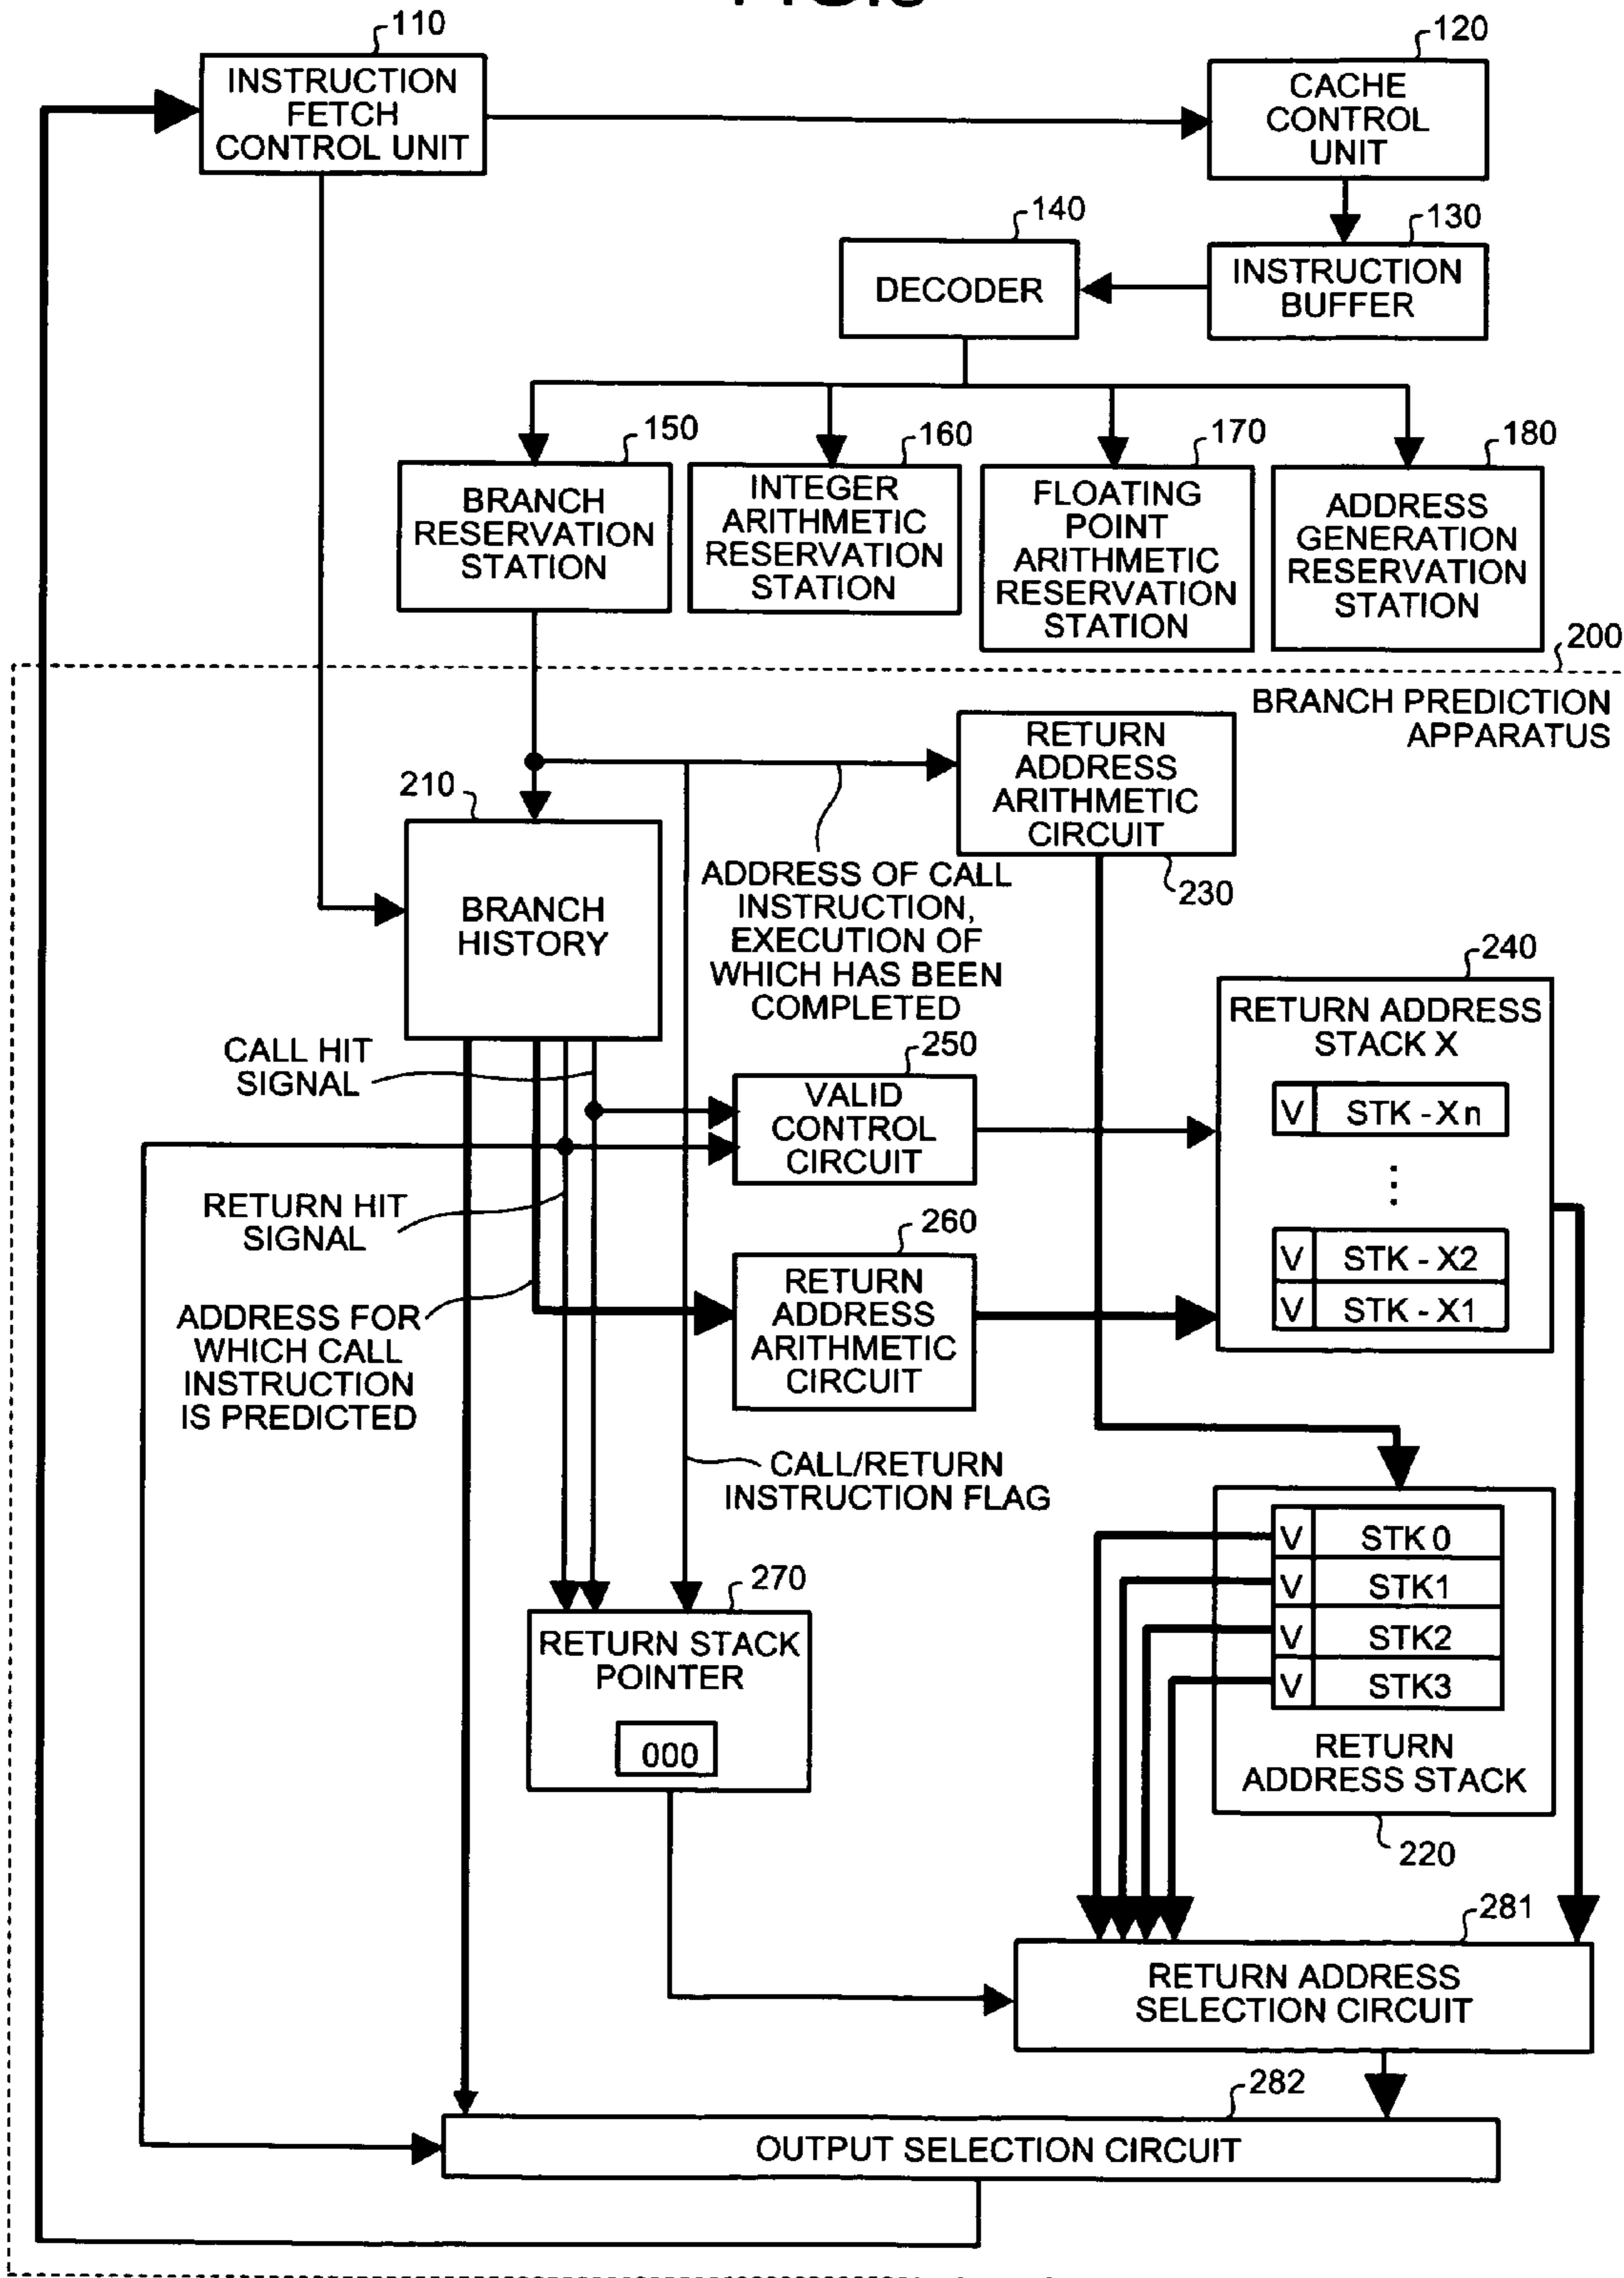 110
INSTRUCTION
FETCH
CONTROL UNIT
120
CACHE
CONTROL
UNIT
140
DECODER
130
INSTRUCTION
BUFFER
150
BRANCH
RESERVATION
STATION
160
INTEGER
ARITHMETIC
RESERVATION
STATION
170
FLOATING
POINT
ARITHMETIC
RESERVATION
STATION
180
ADDRESS
GENERATION
RESERVATION
STATION
200
BRANCH PREDICTION
APPARATUS
RETURN
ADDRESS
ARITHMETIC
CIRCUIT
230
210
BRANCH
HISTORY
ADDRESS OF CALL
INSTRUCTION,
EXECUTION OF
WHICH HAS BEEN
COMPLETED
240
RETURN ADDRESS
STACK X
V STK - Xn
⋮
V STK - X2
V STK - X1
CALL HIT
SIGNAL
250
VALID
CONTROL
CIRCUIT
RETURN HIT
SIGNAL
260
RETURN
ADDRESS
ARITHMETIC
CIRCUIT
ADDRESS FOR
WHICH CALL
INSTRUCTION
IS PREDICTED
CALL/RETURN
INSTRUCTION FLAG
V STK 0
V STK1
V STK2
V STK3
RETURN
ADDRESS STACK
220
270
RETURN STACK
POINTER
000
281
RETURN ADDRESS
SELECTION CIRCUIT
282
OUTPUT SELECTION CIRCUIT